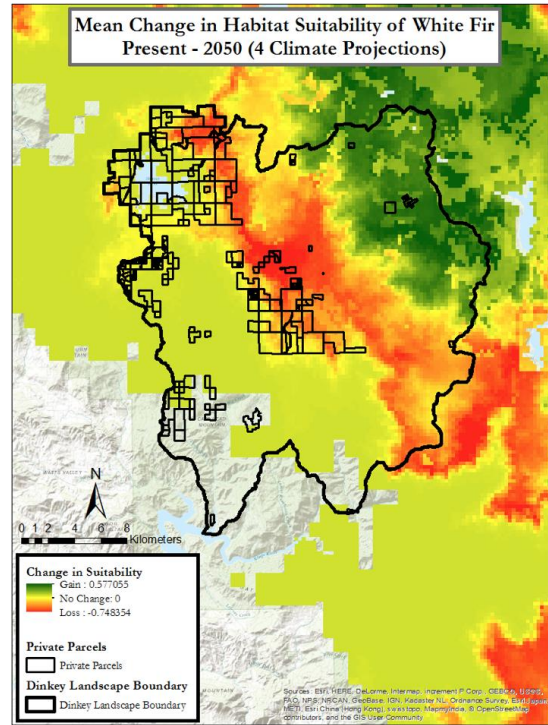 Mean Change in Habitat Suitability of White Fir
Present - 2050 (4 Climate Projections)
N
0 1 2 4 6 8
Kilometers
Change in Suitability
Gain : 0.577055
No Change: 0
Loss : -0.748354
Private Parcels
Private Parcels
Dinkey Landscape Boundary
Dinkey Landscape Boundary
MOUNTAIN
MOUNTAIN
Sources: Esri, HERE, DeLorme, Intermap, increment P Corp., GEBCO, USGS,
FAO, NPS, NRCAN, GeoBase, IGN, Kadaster NL, Ordnance Survey, Esri Japan,
METI, Esri China (Hong Kong), swisstopo, MapmyIndia, © OpenStreetMap
contributors, and the GIS User Community